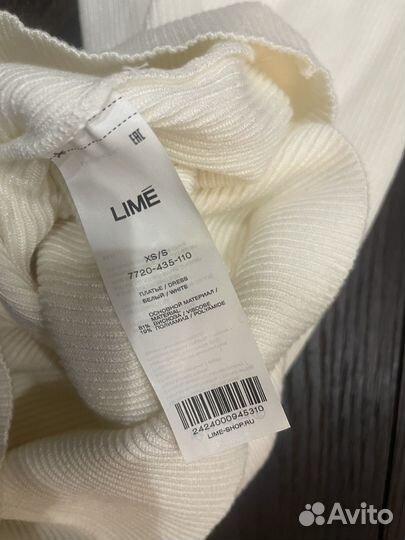 EAC
LIMÉ
XS/S
7720-435-110
ПЛАТЬЕ / DRESS
БЕЛЫЙ / WHITE
ОСНОВНОЙ МАТЕРИАЛ /
MATERIAL
81% ВИСКОЗА / VISCOSE
19% ПОЛИАМИД / POLYAMIDE
2424000945310
LIME-SHOP.RU
Avito